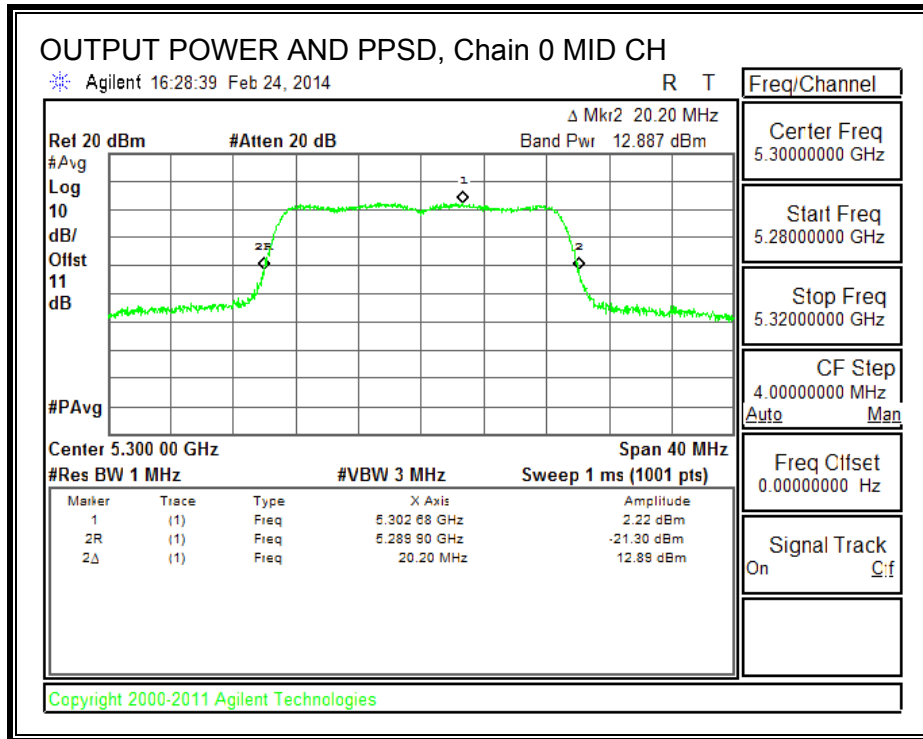 OUTPUT POWER AND PPSD, Chain 0 MID CH
Agilent 16:28:39 Feb 24, 2014 R T
Δ Mkr2 20.20 MHz
Ref 20 dBm #Atten 20 dB Band Pwr 12.887 dBm
#Avg
Log
10
dB/
Offst
11
dB
1
2R
2
#PAvg
Center 5.300 00 GHz Span 40 MHz
#Res BW 1 MHz #VBW 3 MHz Sweep 1 ms (1001 pts)
Marker Trace Type X Axis Amplitude
1 (1) Freq 5.302 68 GHz 2.22 dBm
2R (1) Freq 5.289 90 GHz -21.30 dBm
2Δ (1) Freq 20.20 MHz 12.89 dBm
Freq/Channel
Center Freq
5.30000000 GHz
Start Freq
5.28000000 GHz
Stop Freq
5.32000000 GHz
CF Step
4.00000000 MHz
Auto Man
Freq Offset
0.00000000 Hz
Signal Track
On Off
Copyright 2000-2011 Agilent Technologies